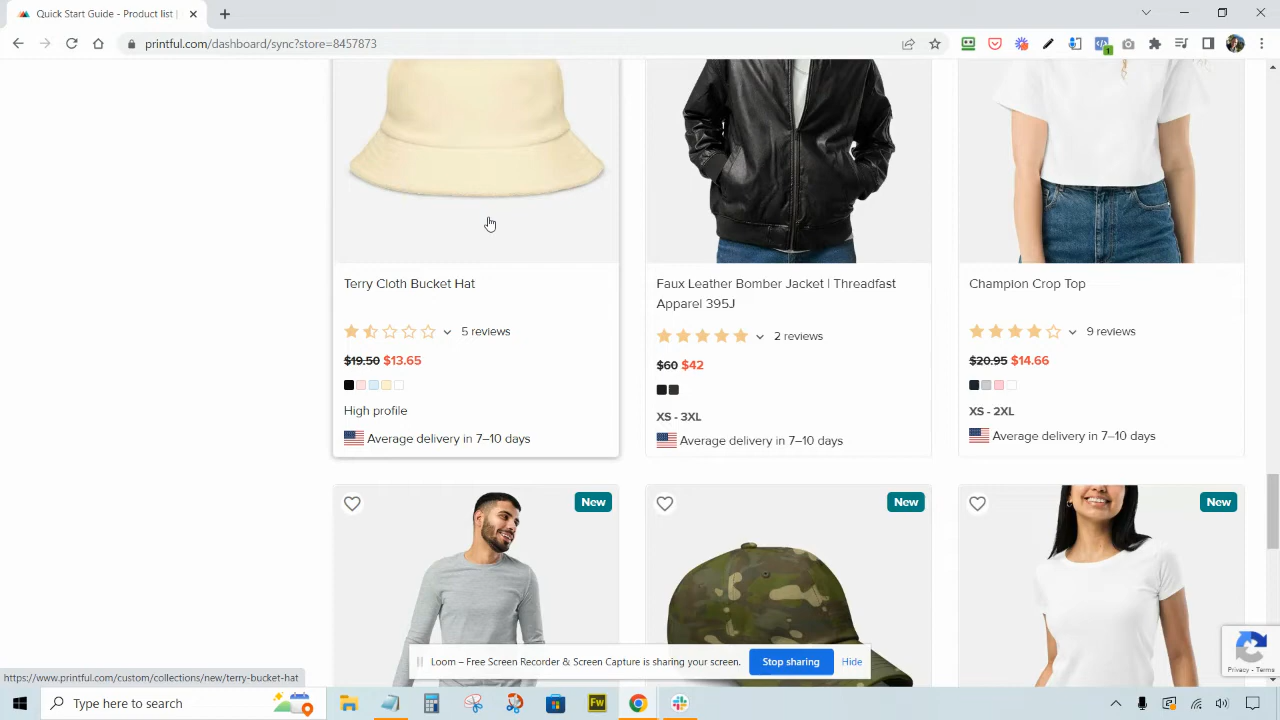 Quick Start Guide - Product list |
printful.com/dashboard/sync?store=8457873
1
Terry Cloth Bucket Hat
5 reviews
$19.50 $13.65
High profile
Average delivery in 7–10 days
Faux Leather Bomber Jacket | Threadfast
Apparel 395J
2 reviews
$60 $42
XS - 3XL
Average delivery in 7–10 days
Champion Crop Top
9 reviews
$20.95 $14.66
XS - 2XL
Average delivery in 7–10 days
New
New
New
Loom – Free Screen Recorder & Screen Capture is sharing your screen.
Stop sharing
Hide
Privacy - Terms
https://www.printful.com/custom/collections/new/terry-bucket-hat
Type here to search
Fw